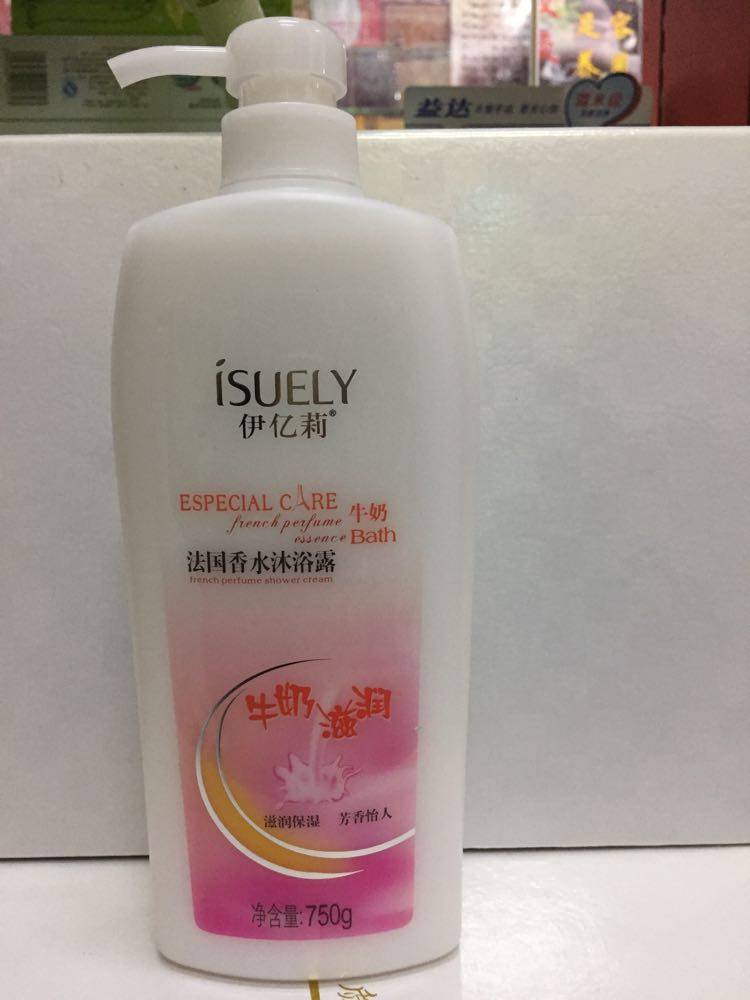 益达
iSUELY
伊亿莉®
ESPECIAL CARE
french perfume
essence
牛奶
Bath
法国香水沐浴露
french perfume shower cream
牛奶滋润
滋润保湿 芳香怡人
净含量:750g